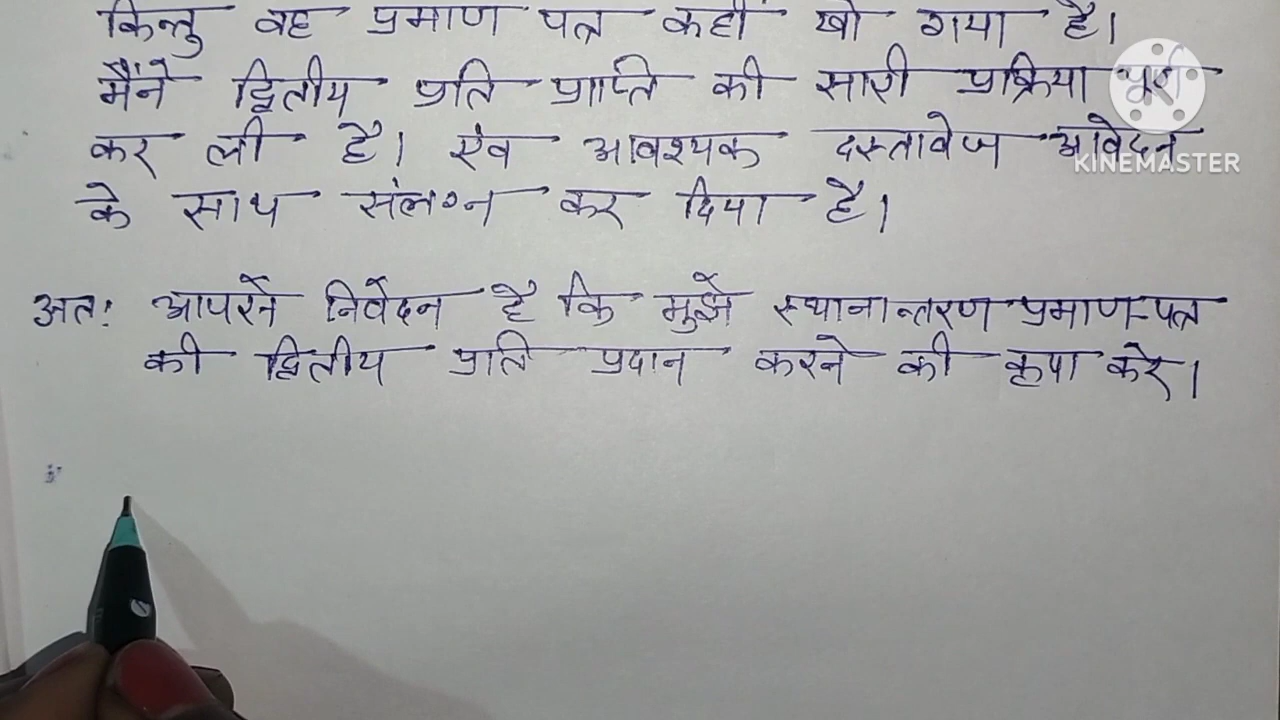 किन्तु वह प्रमाण पत्र कहीं खो गया है।
मैंने द्वितीय प्रति प्राप्ति की सारी प्रक्रिया पूरी
कर ली है। एंव आवश्यक दस्तावेज आवेदन
के साथ संलग्न कर दिया है।
अतः आपसे निवेदन है कि मुझे स्थानान्तरण प्रमाण-पत्र
की द्वितीय प्रति प्रदान करने की कृपा करे।
KINEMASTER